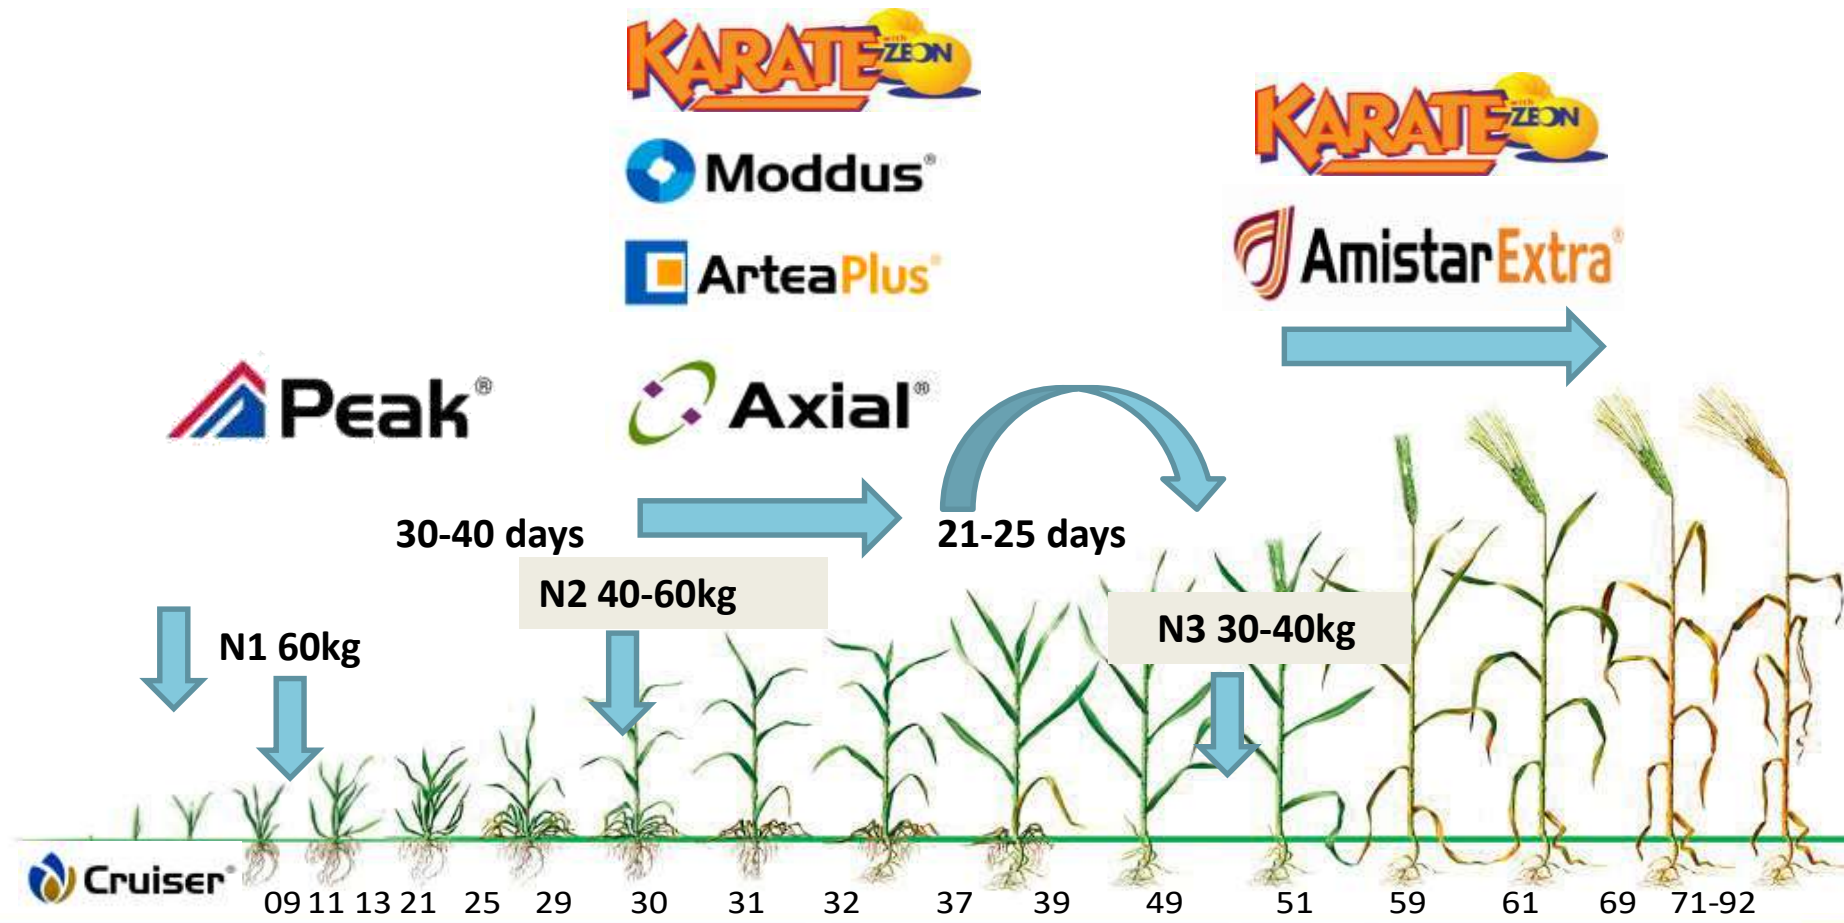 KARATE
with
ZEON
KARATE
with
ZEON
Moddus®
ArteaPlus®
AmistarExtra®
Peak®
Axial®
30-40 days
21-25 days
N2 40-60kg
N1 60kg
N3 30-40kg
Cruiser®
09 11 13 21 25 29 30 31 32 37 39 49 51 59 61 69 71-92